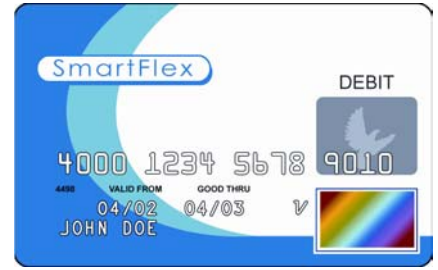 SmartFlex
DEBIT
4000 1234 5678 9010
4498 VALID FROM GOOD THRU
04/02 04/03 V
JOHN DOE